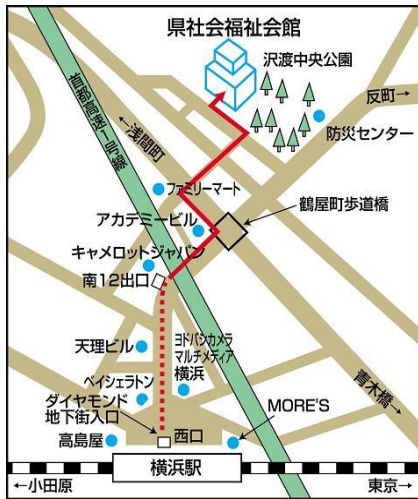 県社会福祉会館
沢渡中央公園
反町→
防災センター
首都高速1号線
←浅間町
ファミリーマート
鶴屋町歩道橋
アカデミービル
キャメロットジャパン
南12出口
天理ビル
ヨドバシカメラ
マルチメディア
横浜
ベイシェラトン
ダイヤモンド
地下街入口
青木橋→
MORE'S
高島屋
西口
横浜駅
←小田原
東京→